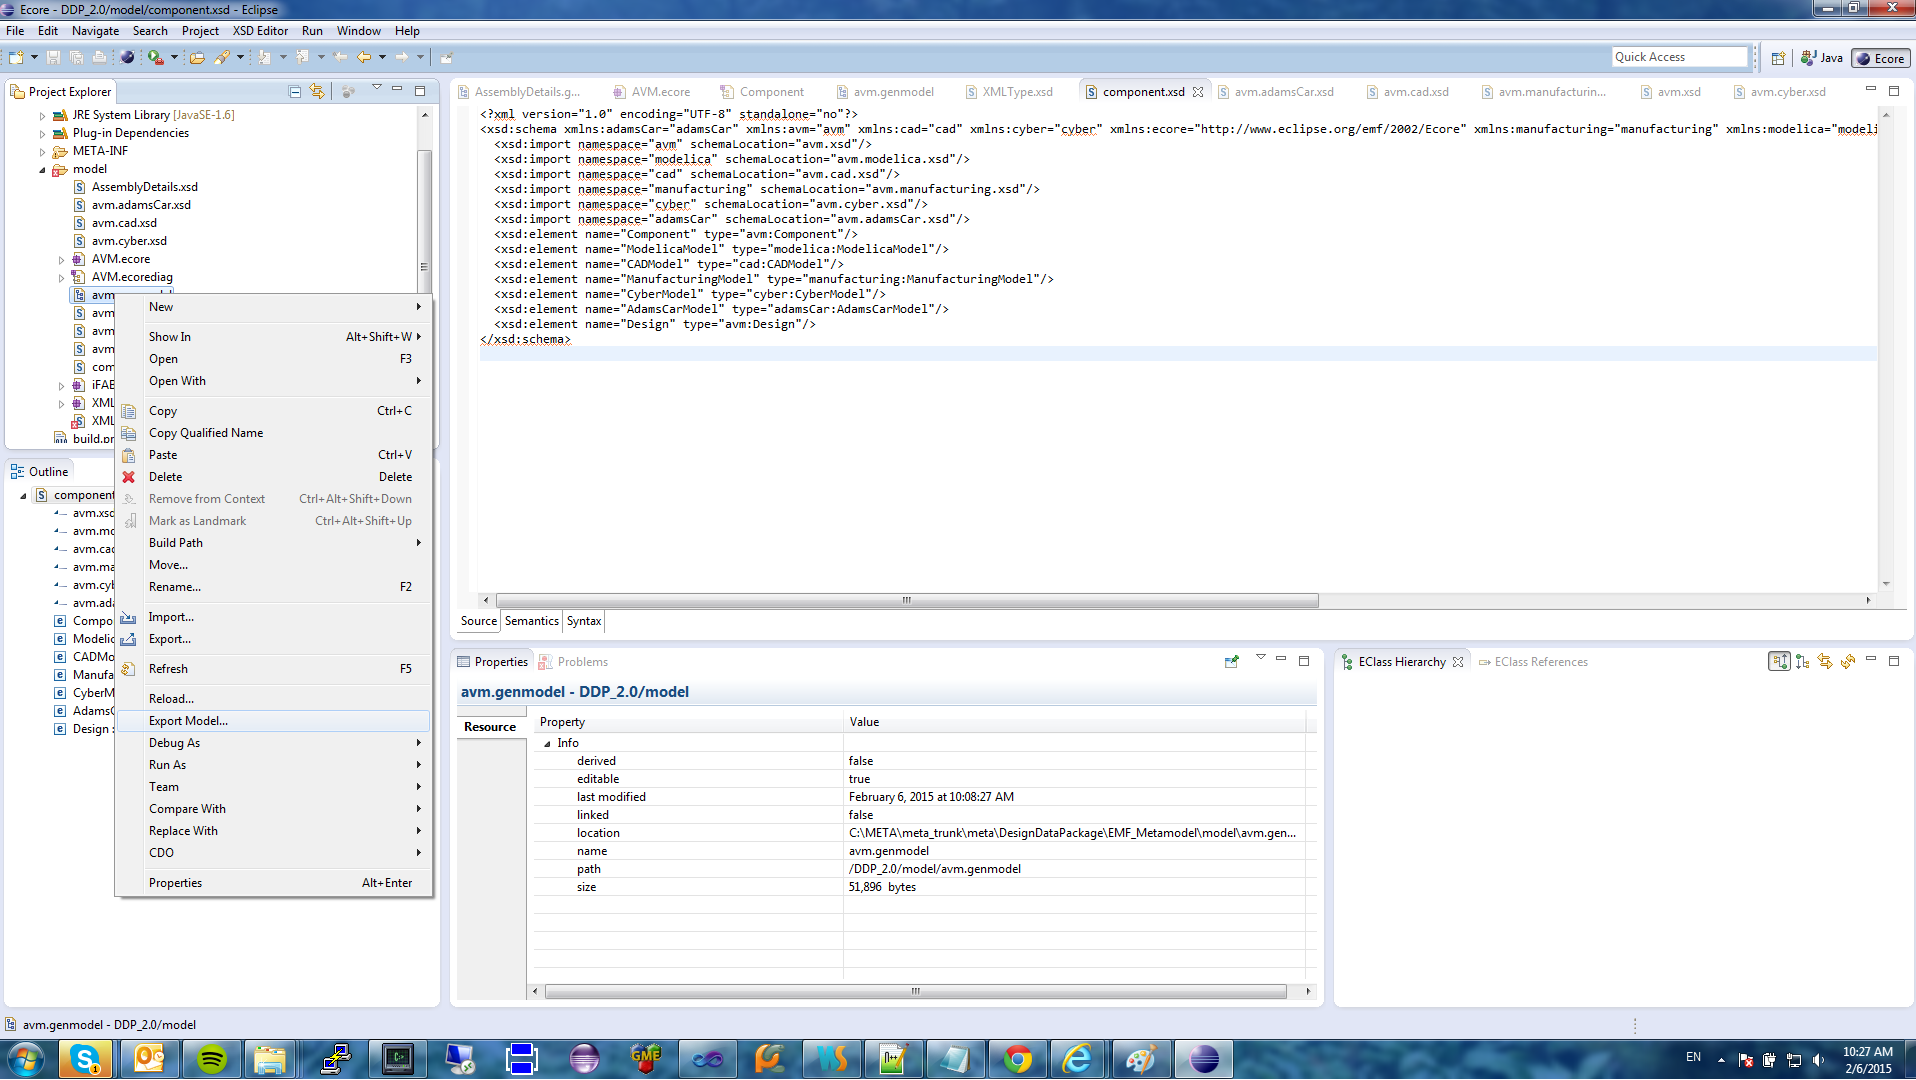 Ecore - DDP_2.0/model/component.xsd - Eclipse
File Edit Navigate Search Project XSD Editor Run Window Help
Quick Access
Java
Ecore
Project Explorer
JRE System Library [JavaSE-1.6]
Plug-in Dependencies
META-INF
model
AssemblyDetails.xsd
avm.adamsCar.xsd
avm.cad.xsd
avm.cyber.xsd
AVM.ecore
AVM.ecorediag
avm
avm
avm
avm
com
iFAB
XML
XML
build.pr
New
Show In Alt+Shift+W
Open F3
Open With
Copy Ctrl+C
Copy Qualified Name
Paste Ctrl+V
Delete Delete
Remove from Context Ctrl+Alt+Shift+Down
Mark as Landmark Ctrl+Alt+Shift+Up
Build Path
Move...
Rename... F2
Import...
Export...
Refresh F5
Reload...
Export Model...
Debug As
Run As
Team
Compare With
Replace With
CDO
Properties Alt+Enter
Outline
component
avm.xsd
avm.mo
avm.cad
avm.ma
avm.cyb
avm.ada
Compo
Modelic
CADMo
Manufa
CyberM
AdamsC
Design :
AssemblyDetails.g...
AVM.ecore
Component
avm.genmodel
XMLType.xsd
component.xsd
avm.adamsCar.xsd
avm.cad.xsd
avm.manufacturin...
avm.xsd
avm.cyber.xsd
<?xml version="1.0" encoding="UTF-8" standalone="no"?>
<xsd:schema xmlns:adamsCar="adamsCar" xmlns:avm="avm" xmlns:cad="cad" xmlns:cyber="cyber" xmlns:ecore="http://www.eclipse.org/emf/2002/Ecore" xmlns:manufacturing="manufacturing" xmlns:modelica="modeli
<xsd:import namespace="avm" schemaLocation="avm.xsd"/>
<xsd:import namespace="modelica" schemaLocation="avm.modelica.xsd"/>
<xsd:import namespace="cad" schemaLocation="avm.cad.xsd"/>
<xsd:import namespace="manufacturing" schemaLocation="avm.manufacturing.xsd"/>
<xsd:import namespace="cyber" schemaLocation="avm.cyber.xsd"/>
<xsd:import namespace="adamsCar" schemaLocation="avm.adamsCar.xsd"/>
<xsd:element name="Component" type="avm:Component"/>
<xsd:element name="ModelicaModel" type="modelica:ModelicaModel"/>
<xsd:element name="CADModel" type="cad:CADModel"/>
<xsd:element name="ManufacturingModel" type="manufacturing:ManufacturingModel"/>
<xsd:element name="CyberModel" type="cyber:CyberModel"/>
<xsd:element name="AdamsCarModel" type="adamsCar:AdamsCarModel"/>
<xsd:element name="Design" type="avm:Design"/>
</xsd:schema>
Source Semantics Syntax
Properties Problems
avm.genmodel - DDP_2.0/model
Resource
Property Value
Info
derived false
editable true
last modified February 6, 2015 at 10:08:27 AM
linked false
location C:\META\meta_trunk\meta\DesignDataPackage\EMF_Metamodel\model\avm.gen...
name avm.genmodel
path /DDP_2.0/model/avm.genmodel
size 51,896 bytes
EClass Hierarchy EClass References
avm.genmodel - DDP_2.0/model
GME
EN
10:27 AM
2/6/2015